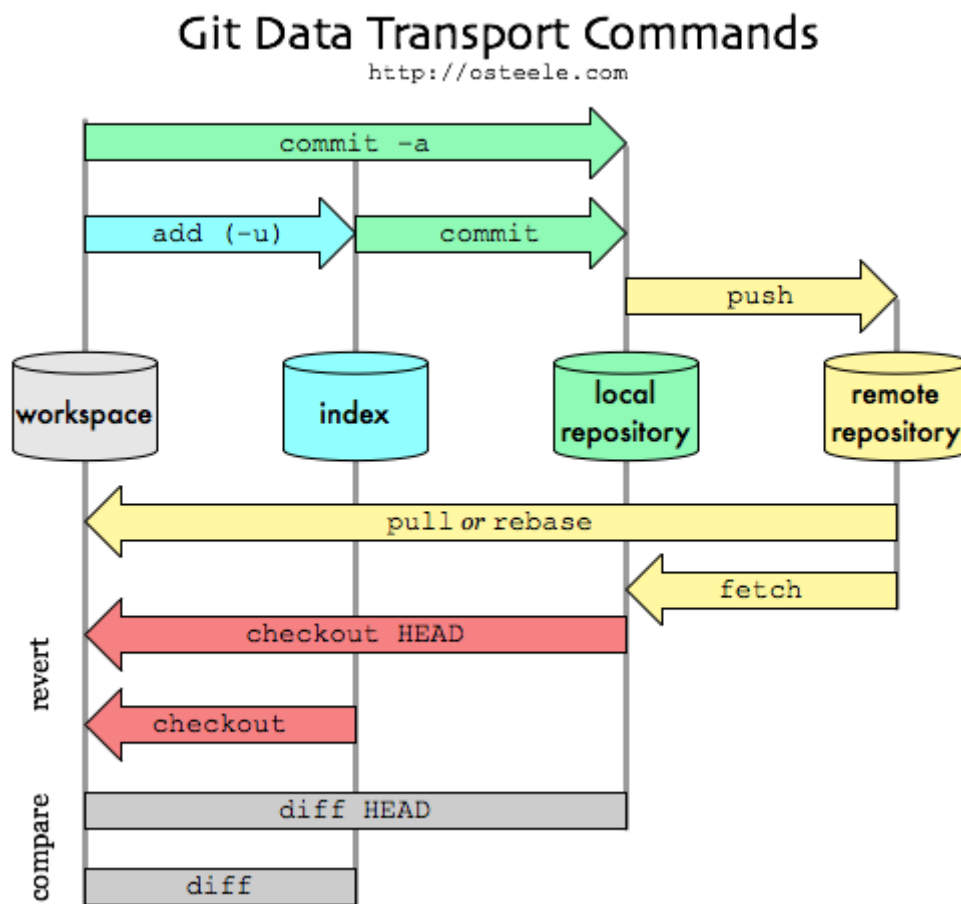 Git Data Transport Commands
http://osteele.com
commit -a
add (-u)
commit
push
workspace
index
local
repository
remote
repository
pull or rebase
fetch
checkout HEAD
revert
checkout
diff HEAD
compare
diff